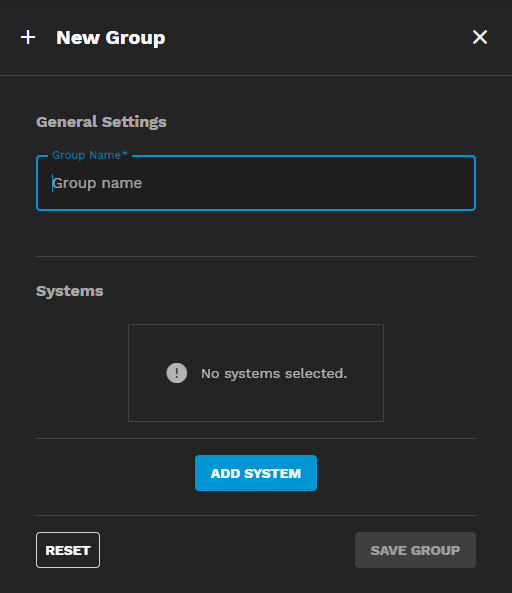 New Group
General Settings
Group Name*
Group name
Systems
No systems selected.
ADD SYSTEM
RESET
SAVE GROUP